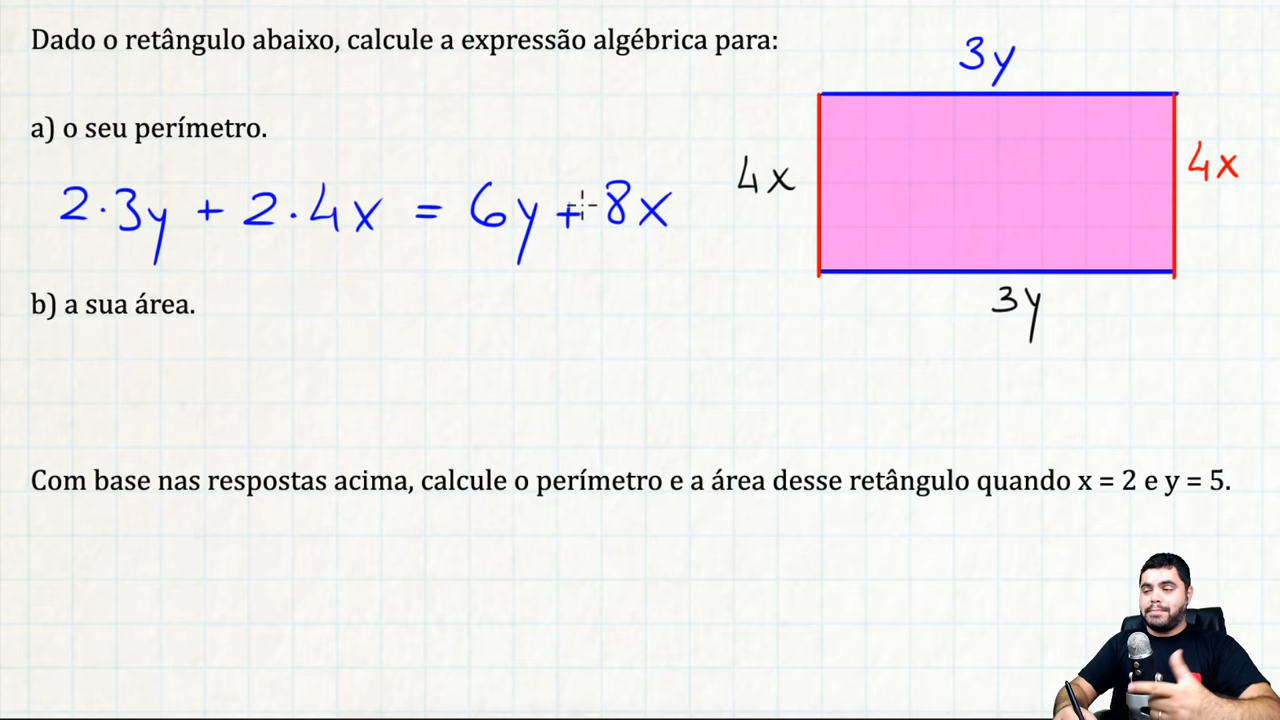 Dado o retângulo abaixo, calcule a expressão algébrica para:
3y
a) o seu perímetro.
4x
4x
2·3y + 2·4x = 6y + 8x
b) a sua área.
3y
Com base nas respostas acima, calcule o perímetro e a área desse retângulo quando x = 2 e y = 5.